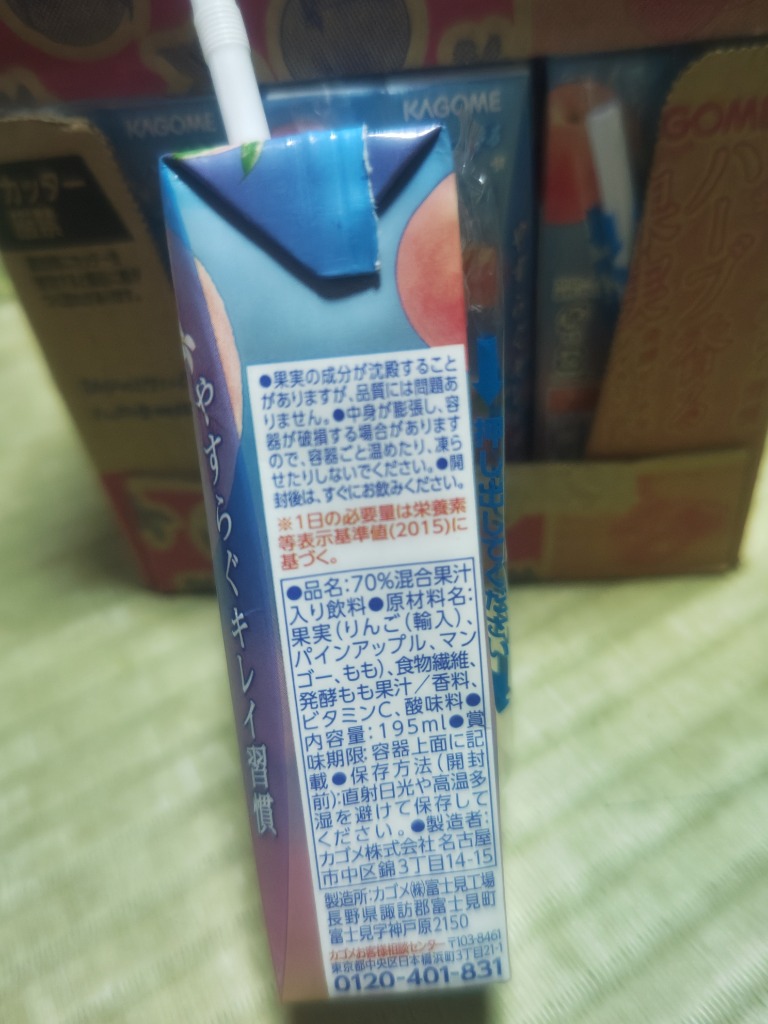 KAGOME
KAGOME
GOME
カッター
やすらぐキレイ習慣
●果実の成分が沈殿すること
がありますが、品質には問題あ
りません。●中身が膨張し、容
器が破損する場合があります
ので、容器ごと温めたり、凍ら
せたりしないでください。●開
封後は、すぐにお飲みください。
※1日の必要量は栄養素
等表示基準値(2015)に
基づく。
●品名:70%混合果汁
入り飲料●原材料名:
果実(りんご(輸入)、
パインアップル、マン
ゴー、もも)、食物繊維、
発酵もも果汁/香料、
ビタミンC、酸味料●
内容量:195ml●賞
味期限:容器上面に記
載●保存方法(開封
前):直射日光や高温多
湿を避けて保存して
ください。●製造者:
カゴメ株式会社 名古屋
市中区錦3丁目14-15
製造所:カゴメ㈱富士見工場
長野県諏訪郡富士見町
富士見字神戸原2150
カゴメお客様相談センター 〒103-8461
東京都中央区日本橋浜町3丁目21-1
0120-401-831